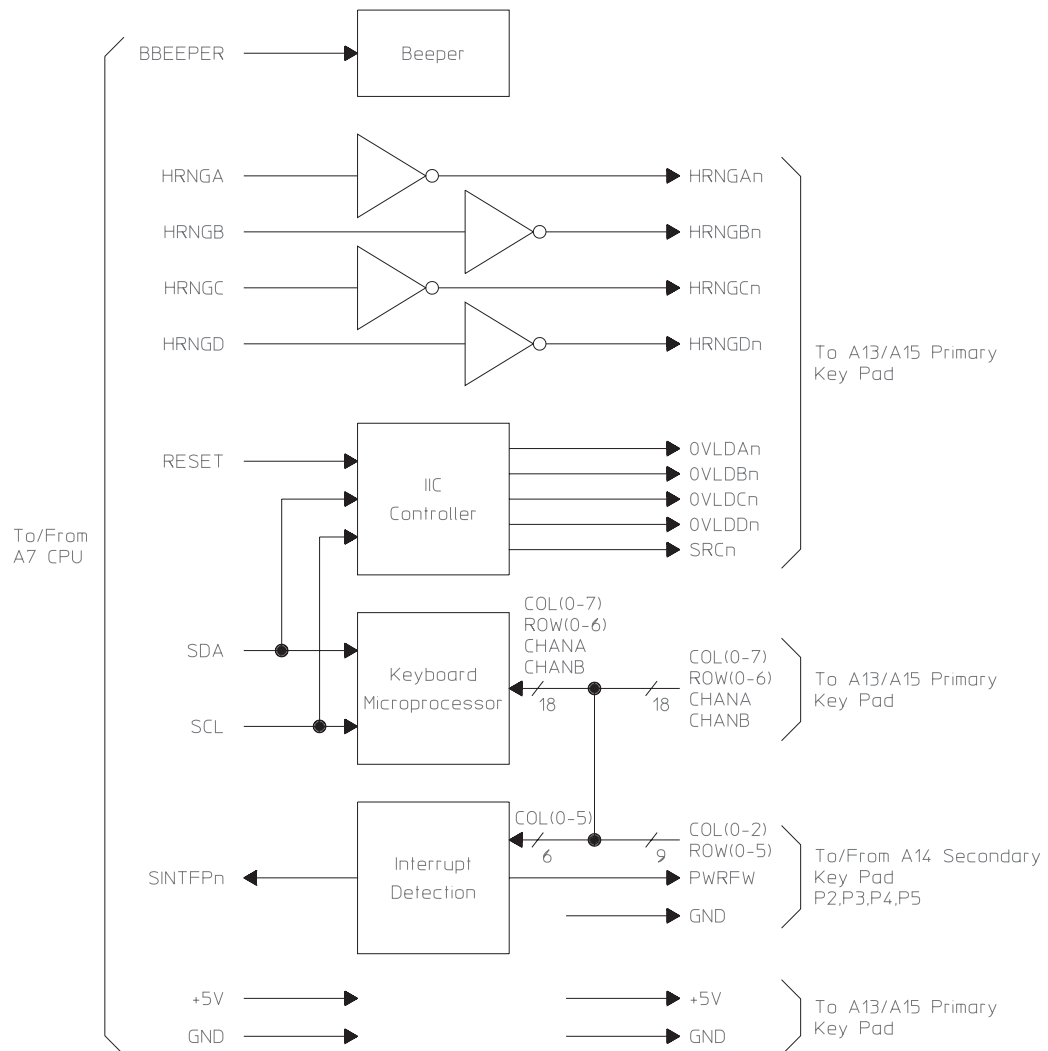 BBEEPER
Beeper
HRNGA
HRNGAn
HRNGB
HRNGBn
HRNGC
HRNGCn
HRNGD
HRNGDn
To A13/A15 Primary
Key Pad
RESET
IIC
Controller
OVLDAn
OVLDBn
OVLDCn
OVLDDn
SRCn
To/From
A7 CPU
SDA
SCL
Keyboard
Microprocessor
COL(0-7)
ROW(0-6)
CHANA
CHANB
18
18
COL(0-7)
ROW(0-6)
CHANA
CHANB
To A13/A15 Primary
Key Pad
SINTFPn
Interrupt
Detection
COL(0-5)
6
9
COL(0-2)
ROW(0-5)
PWRFW
GND
To/From A14 Secondary
Key Pad
P2,P3,P4,P5
+5V
GND
+5V
GND
To A13/A15 Primary
Key Pad